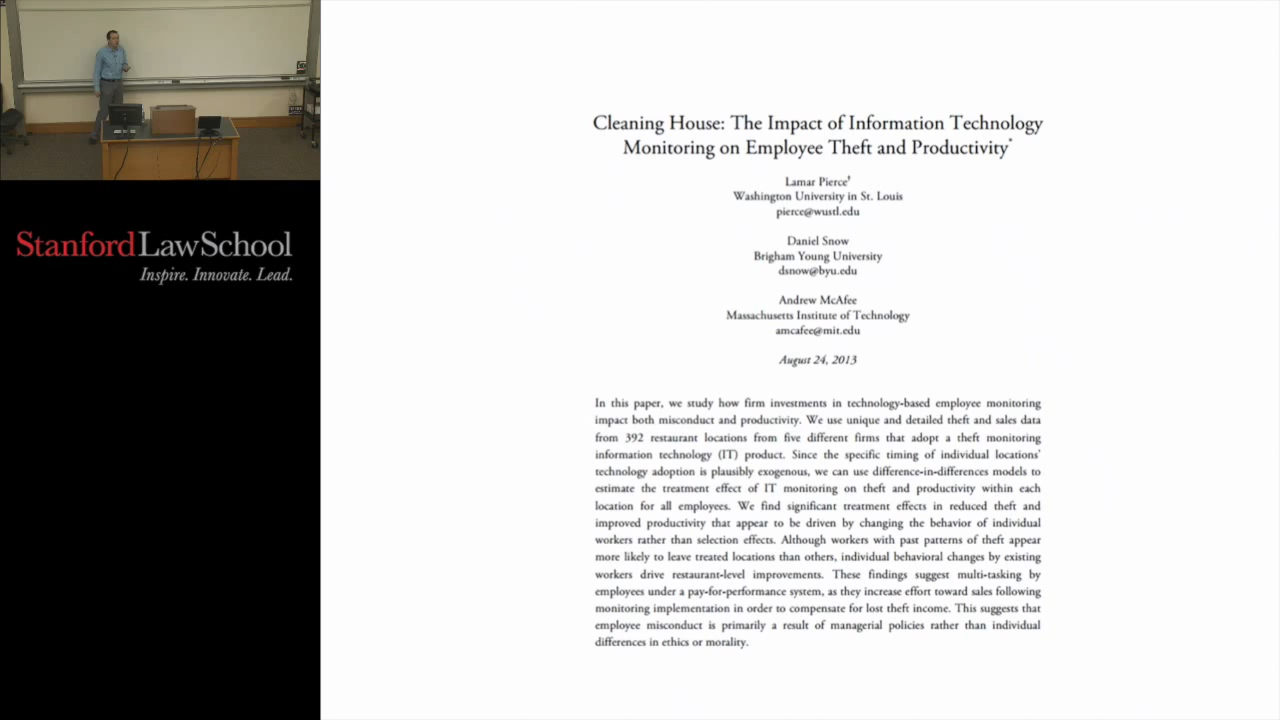 StanfordLawSchool
Inspire. Innovate. Lead.
Cleaning House: The Impact of Information Technology
Monitoring on Employee Theft and Productivity*
Lamar Pierce†
Washington University in St. Louis
pierce@wustl.edu
Daniel Snow
Brigham Young University
dsnow@byu.edu
Andrew McAfee
Massachusetts Institute of Technology
amcafee@mit.edu
August 24, 2013
In this paper, we study how firm investments in technology-based employee monitoring
impact both misconduct and productivity. We use unique and detailed theft and sales data
from 392 restaurant locations from five different firms that adopt a theft monitoring
information technology (IT) product. Since the specific timing of individual locations'
technology adoption is plausibly exogenous, we can use difference-in-differences models to
estimate the treatment effect of IT monitoring on theft and productivity within each
location for all employees. We find significant treatment effects in reduced theft and
improved productivity that appear to be driven by changing the behavior of individual
workers rather than selection effects. Although workers with past patterns of theft appear
more likely to leave treated locations than others, individual behavioral changes by existing
workers drive restaurant-level improvements. These findings suggest multi-tasking by
employees under a pay-for-performance system, as they increase effort toward sales following
monitoring implementation in order to compensate for lost theft income. This suggests that
employee misconduct is primarily a result of managerial policies rather than individual
differences in ethics or morality.